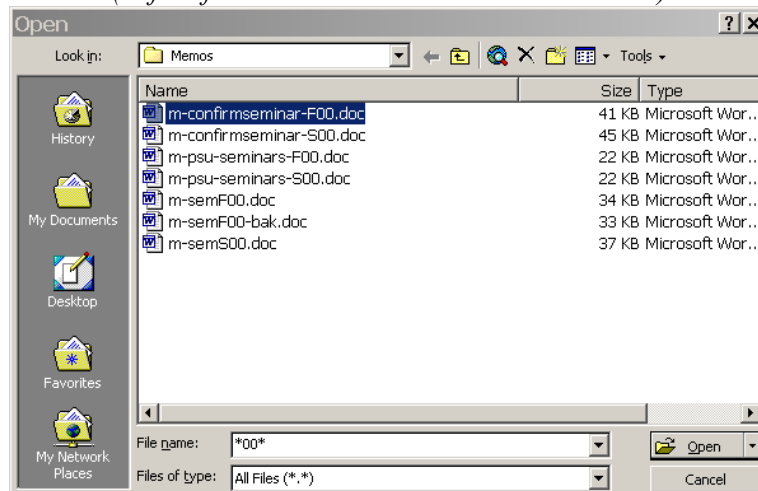 Open
Look in: Memos Tools
Name Size Type
m-confirmseminar-F00.doc 41 KB Microsoft Wor...
m-confirmseminar-S00.doc 45 KB Microsoft Wor...
m-psu-seminars-F00.doc 22 KB Microsoft Wor...
m-psu-seminars-S00.doc 22 KB Microsoft Wor...
m-semF00.doc 34 KB Microsoft Wor...
m-semF00-bak.doc 33 KB Microsoft Wor...
m-semS00.doc 37 KB Microsoft Wor...
History
My Documents
Desktop
Favorites
My Network
Places
File name: *00* Open
Files of type: All Files (*.*) Cancel